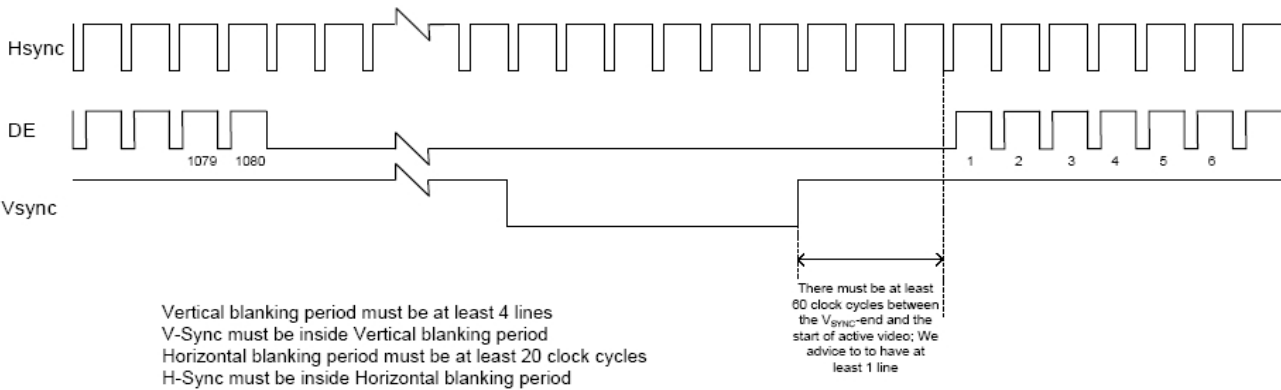 Hsync
DE
1079 1080
1 2 3 4 5 6
Vsync
There must be at least
60 clock cycles between
the VSYNC-end and the
start of active video; We
advice to to have at
least 1 line
Vertical blanking period must be at least 4 lines
V-Sync must be inside Vertical blanking period
Horizontal blanking period must be at least 20 clock cycles
H-Sync must be inside Horizontal blanking period